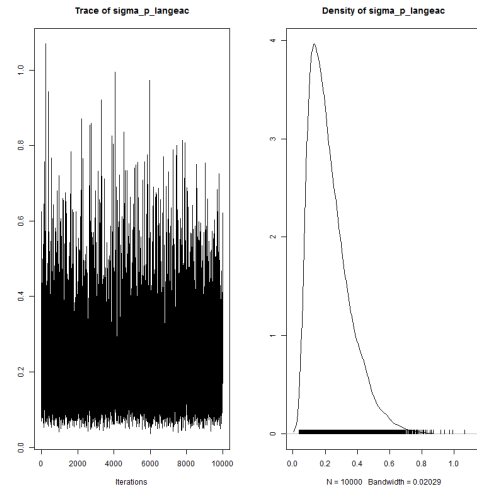 Trace of sigma_p_langeac
1.0
0.8
0.6
0.4
0.2
0.0
0 2000 4000 6000 8000 10000
Iterations
Density of sigma_p_langeac
4
3
2
1
0
0.0 0.2 0.4 0.6 0.8 1.0
N = 10000 Bandwidth = 0.02029